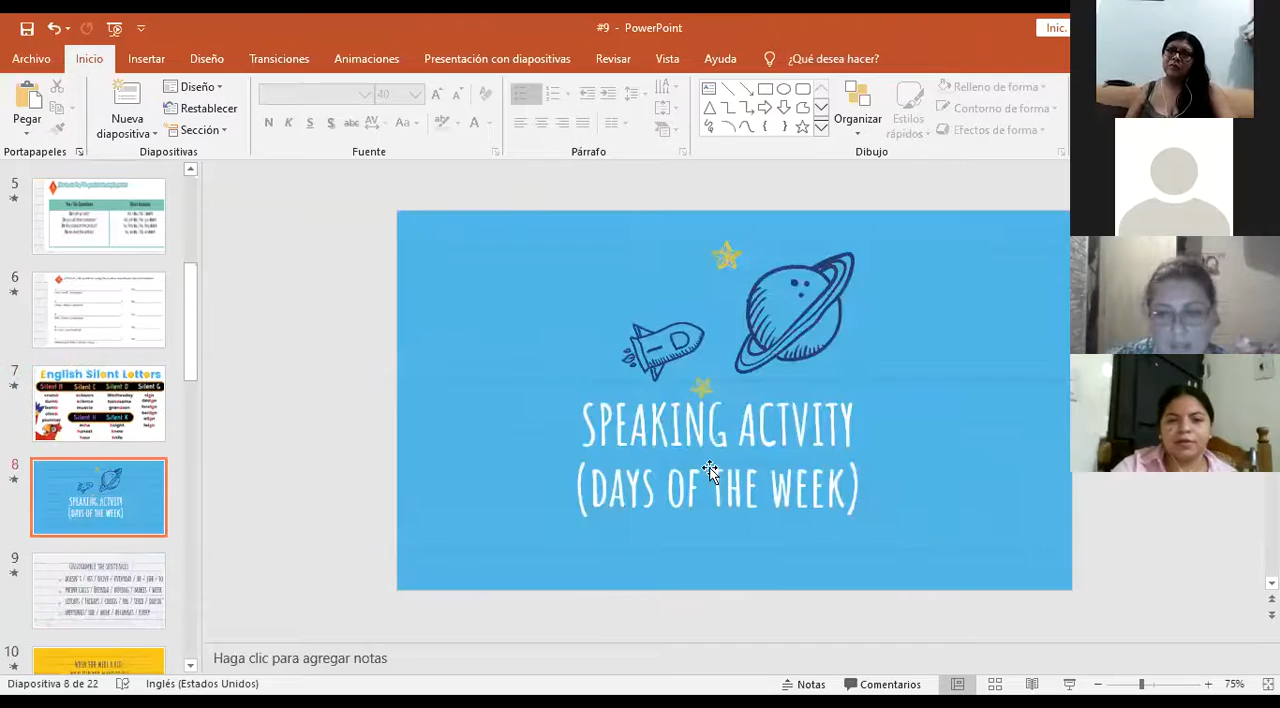 #9 - PowerPoint
Inic.
Archivo Inicio Insertar Diseño Transiciones Animaciones Presentación con diapositivas Revisar Vista Ayuda ¿Qué desea hacer?
Pegar
Nueva diapositiva
Diseño
Restablecer
Sección
40
N K S S abc AV Aa A
Organizar
Estilos rápidos
Relleno de forma
Contorno de forma
Efectos de forma
Portapapeles Diapositivas Fuente Párrafo Dibujo
5
6
7
English Silent Letters
8
SPEAKING ACTVITY
(DAYS OF THE WEEK)
9
10
SPEAKING ACTVITY
(DAYS OF THE WEEK)
Haga clic para agregar notas
Diapositiva 8 de 22 Inglés (Estados Unidos) Notas Comentarios 75%